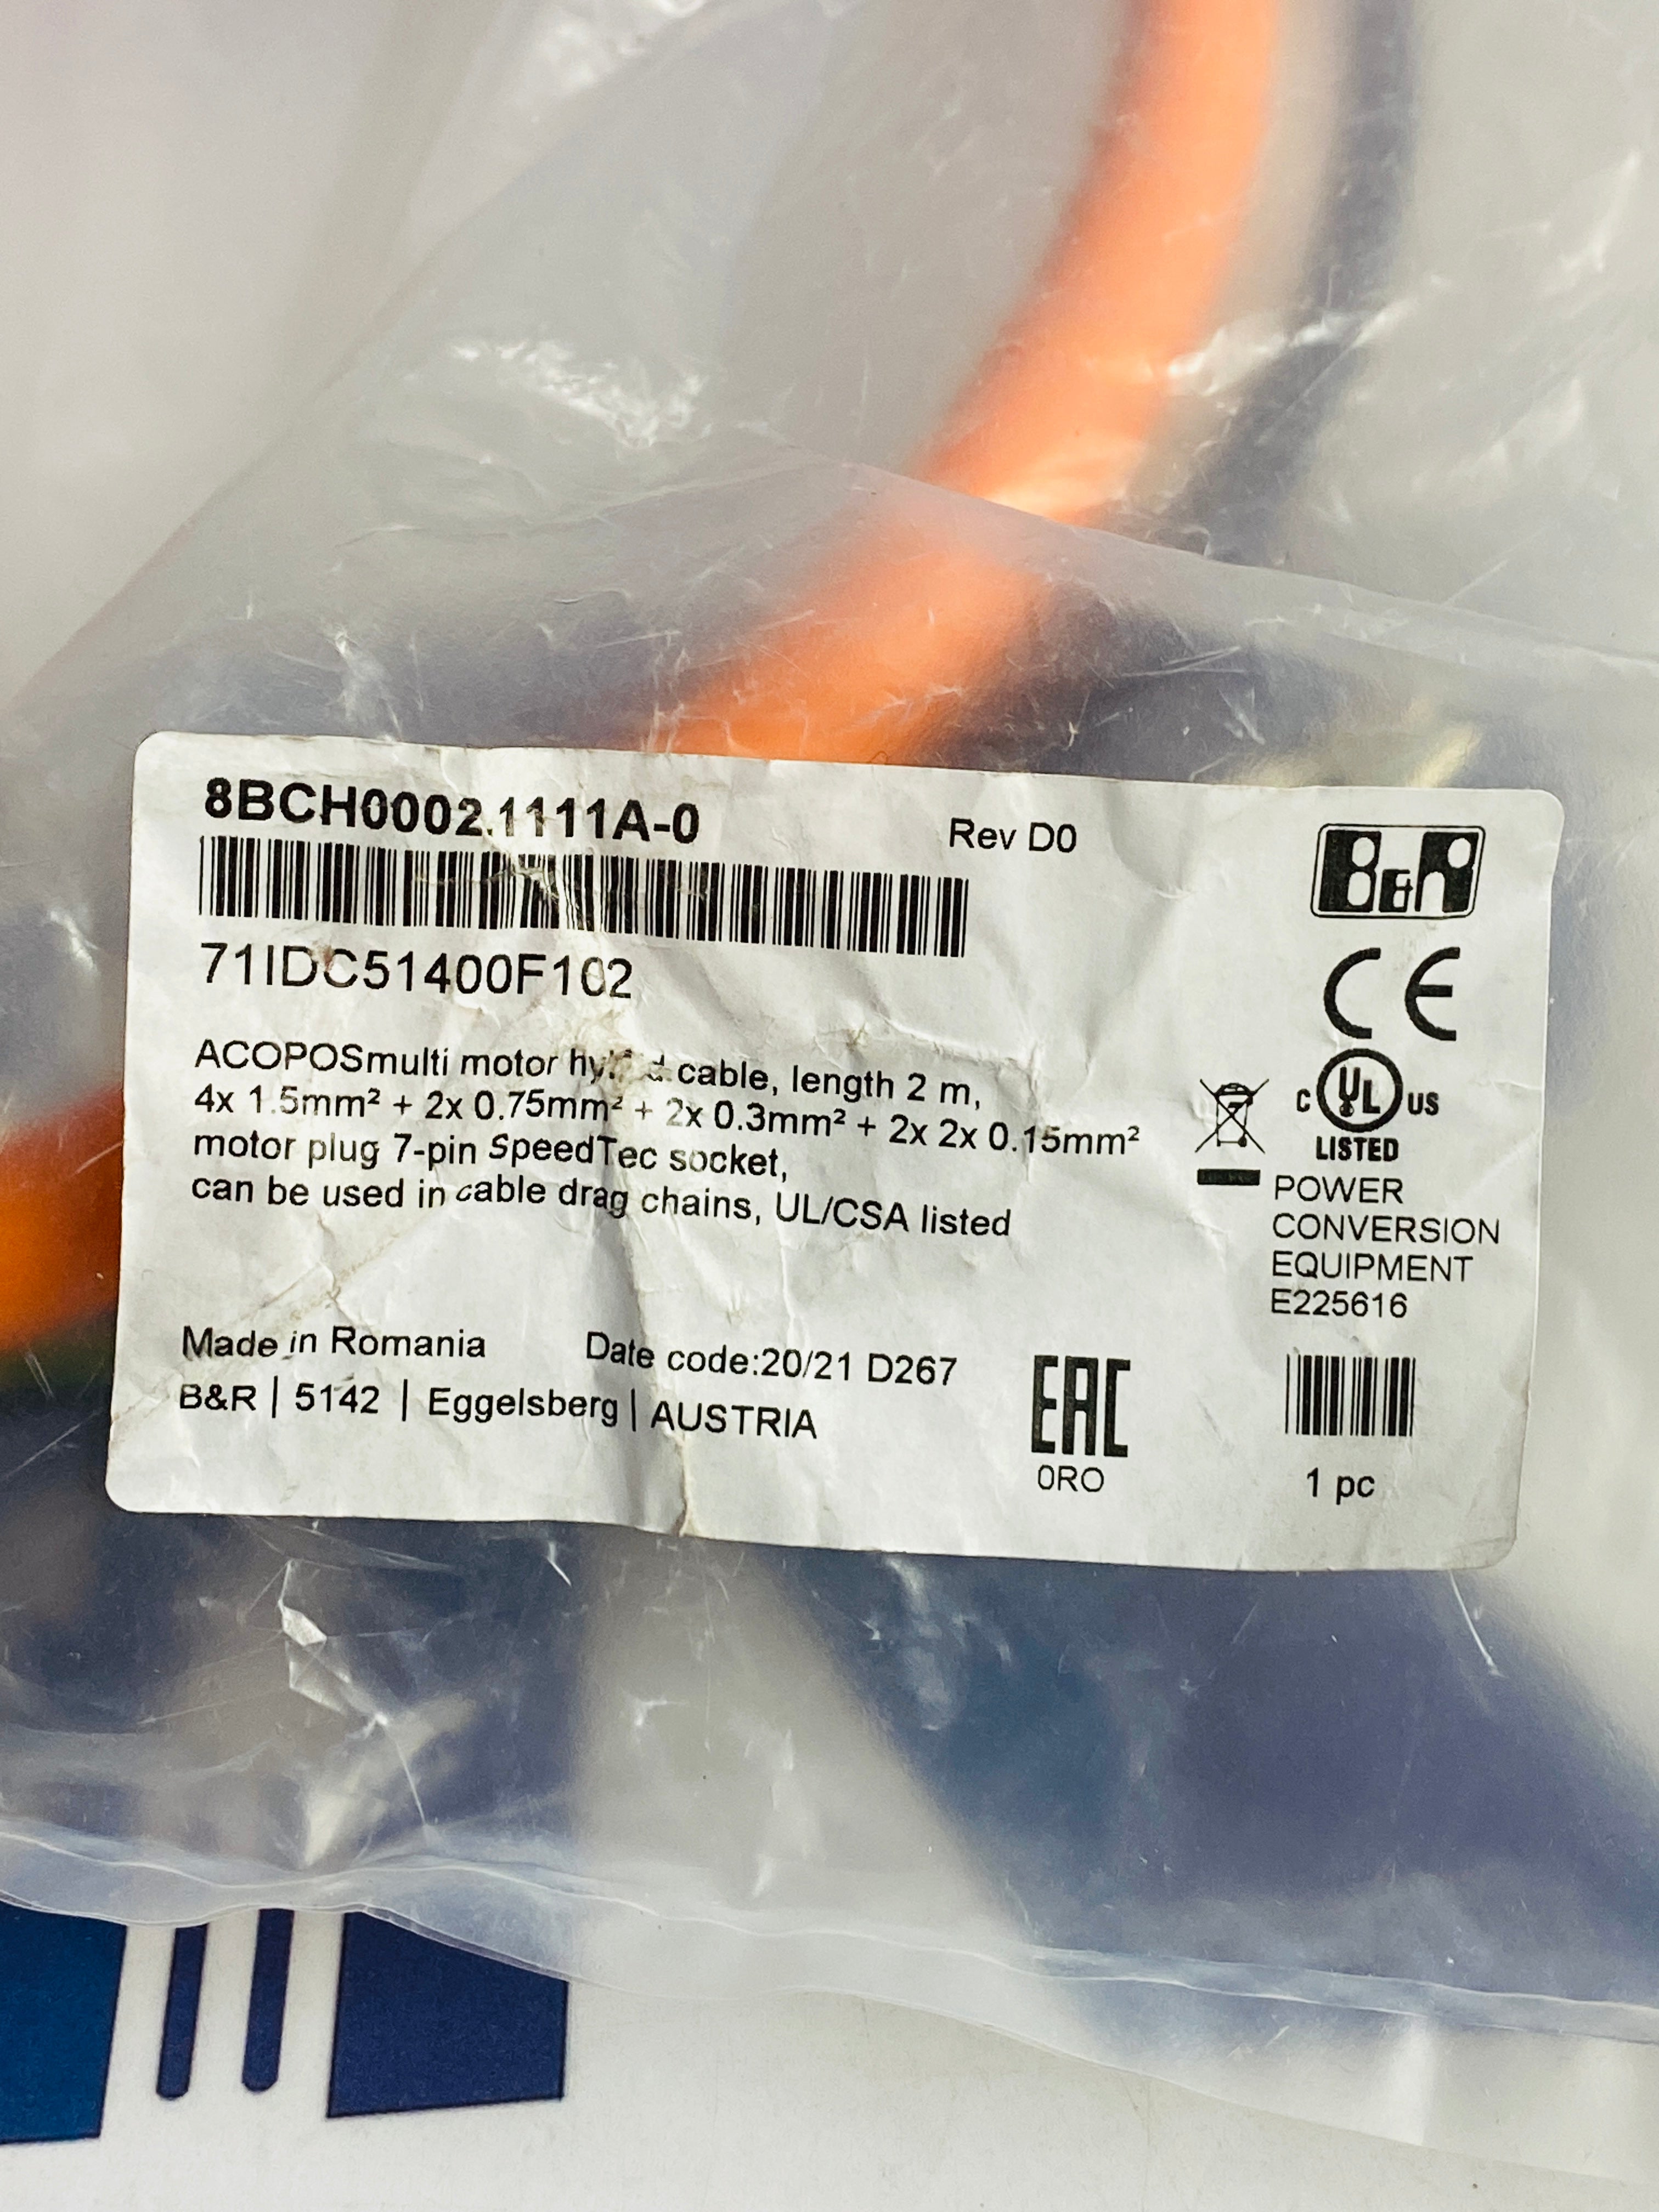 8BCH0002.1111A-0
Rev D0
B&R
71IDC51400F102
CE
ACOPOSmulti motor cable, length 2 m,
4x 1.5mm² + 2x 0.75mm² + 2x 0.3mm² + 2x 2x 0.15mm²
motor plug 7-pin SpeedTec socket,
can be used in cable drag chains, UL/CSA listed
C UL US
LISTED
POWER
CONVERSION
EQUIPMENT
E225616
Made in Romania
Date code:20/21 D267
B&R | 5142 | Eggelsberg | AUSTRIA
EAC
0RO
1 pc